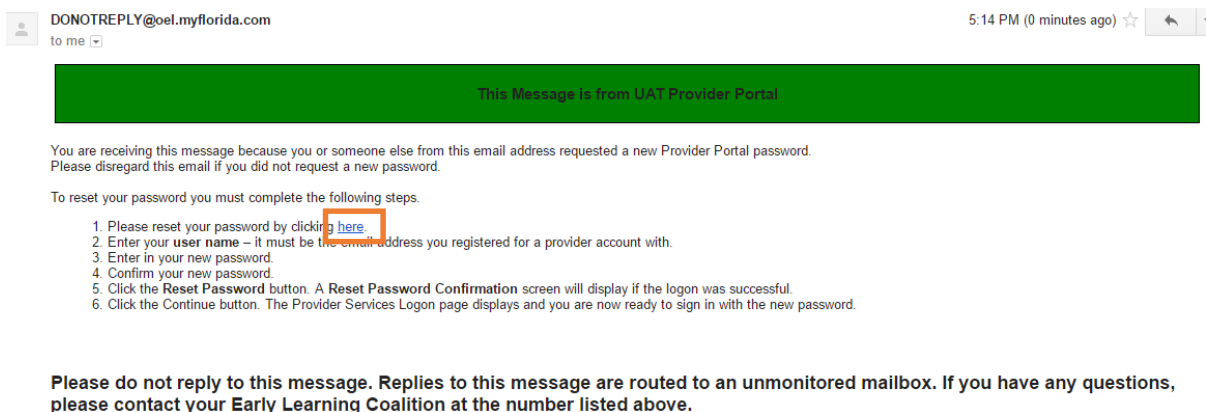 DONOTREPLY@oel.myflorida.com 5:14 PM (0 minutes ago)
to me
This Message is from UAT Provider Portal
You are receiving this message because you or someone else from this email address requested a new Provider Portal password.
Please disregard this email if you did not request a new password.
To reset your password you must complete the following steps.
1. Please reset your password by clicking here.
2. Enter your user name – it must be the email address you registered for a provider account with.
3. Enter in your new password.
4. Confirm your new password.
5. Click the Reset Password button. A Reset Password Confirmation screen will display if the logon was successful.
6. Click the Continue button. The Provider Services Logon page displays and you are now ready to sign in with the new password.
Please do not reply to this message. Replies to this message are routed to an unmonitored mailbox. If you have any questions,
please contact your Early Learning Coalition at the number listed above.